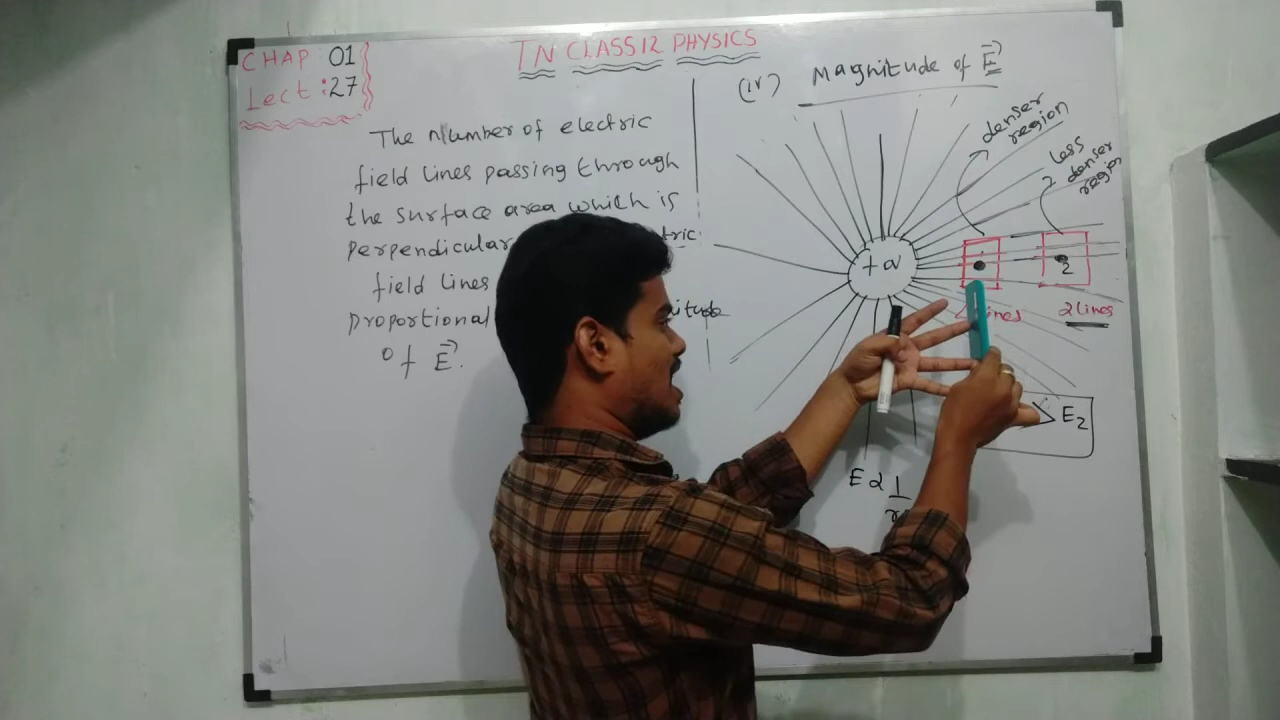 CHAP 01
Lect: 27
TN CLASS 12 PHYSICS
The Number of electric
field lines passing through
the surface area which is
perpendicular
field lines
proportional
of E⃗.
(iv) Magnitude of E⃗
denser
region
less
denser
region
+q
2
lines
2 lines
> E₂
E α 1